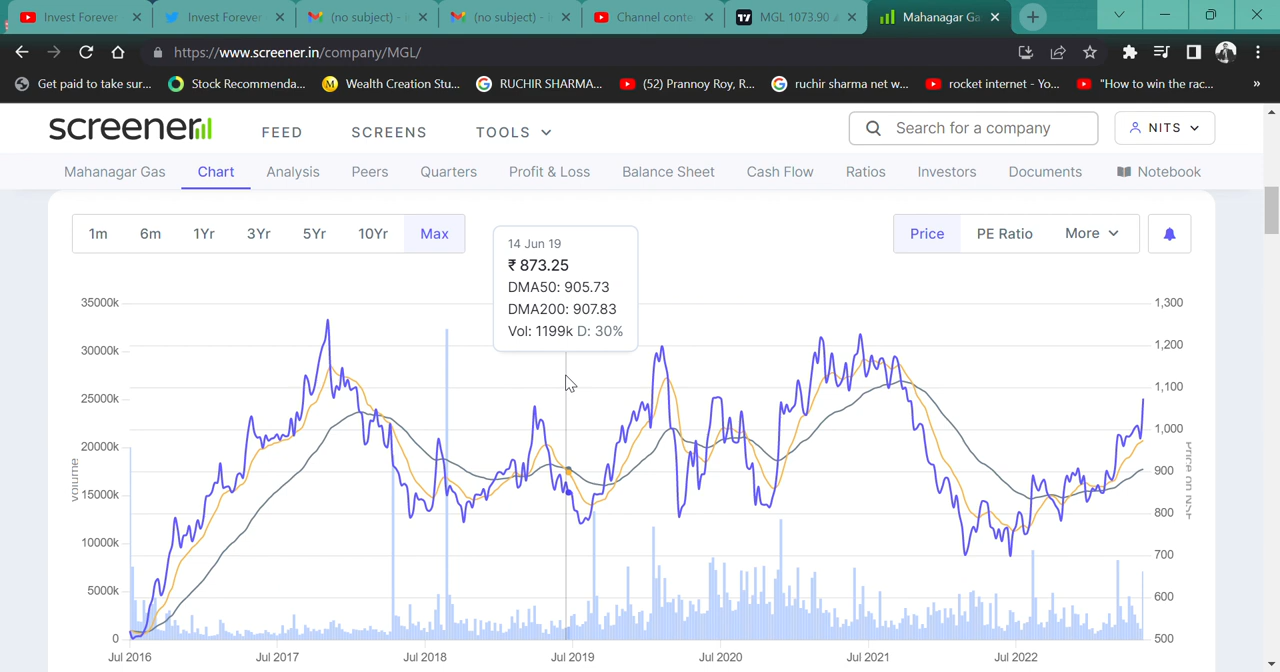 Invest Forever
Invest Forever
(no subject) -
(no subject) -
Channel conte
MGL 1073.90
Mahanagar Ga
https://www.screener.in/company/MGL/
Get paid to take sur...
Stock Recommenda...
Wealth Creation Stu...
RUCHIR SHARMA...
(52) Prannoy Roy, R...
ruchir sharma net w...
rocket internet - Yo...
"How to win the rac...
»
screener
FEED
SCREENS
TOOLS
Search for a company
NITS
Mahanagar Gas
Chart
Analysis
Peers
Quarters
Profit & Loss
Balance Sheet
Cash Flow
Ratios
Investors
Documents
Notebook
1m
6m
1Yr
3Yr
5Yr
10Yr
Max
Price
PE Ratio
More
14 Jun 19
₹ 873.25
DMA50: 905.73
DMA200: 907.83
Vol: 1199k D: 30%
35000k
30000k
25000k
20000k
15000k
10000k
5000k
0
volume
1,300
1,200
1,100
1,000
900
800
700
600
500
Price on NSE
Jul 2016
Jul 2017
Jul 2018
Jul 2019
Jul 2020
Jul 2021
Jul 2022